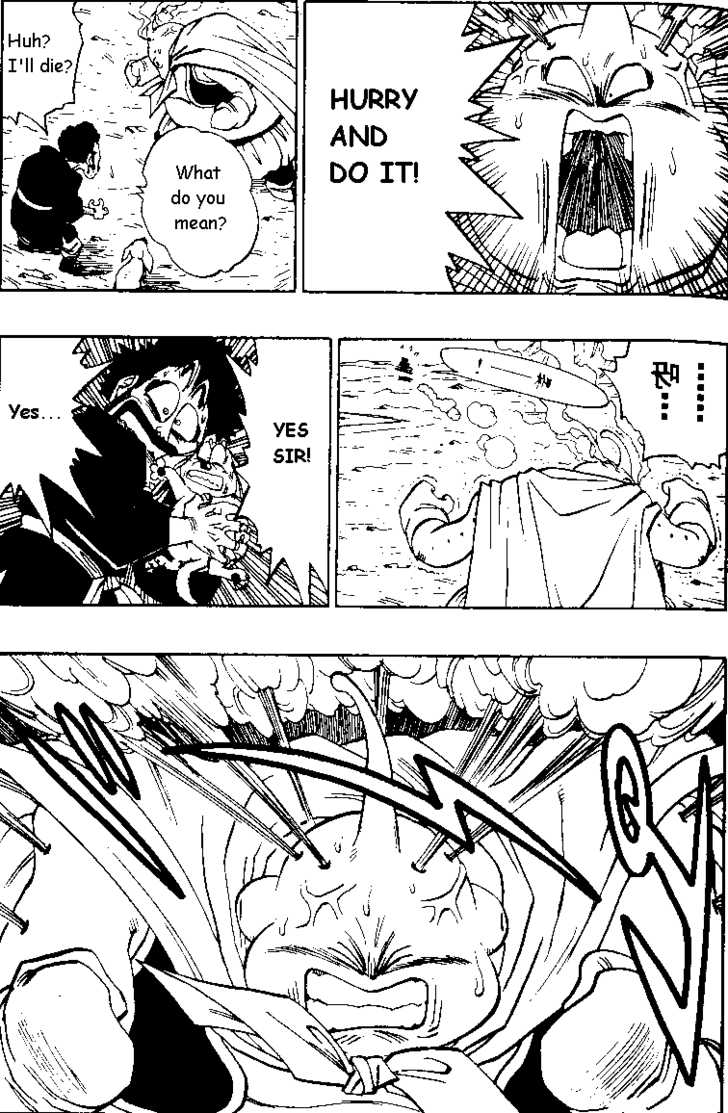 HURRY
AND
DO IT!
Huh?
I'll die?
What
do you
mean?
YES
SIR!
Yes...